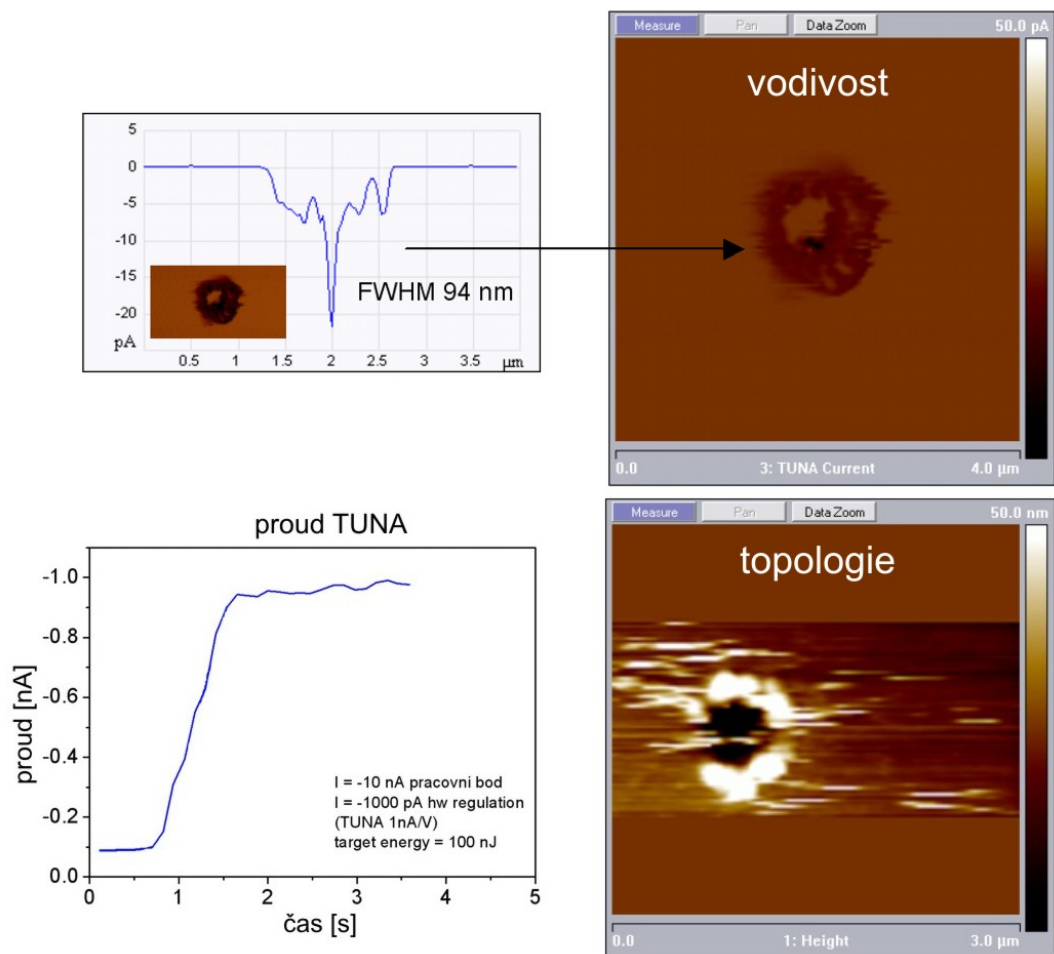 5
0
-5
-10
-15
-20
pA
0.5 1 1.5 2 2.5 3 3.5 μm
FWHM 94 nm
Measure Pan Data Zoom 50.0 pA
vodivost
0.0 3: TUNA Current 4.0 µm
proud TUNA
-1.0
-0.8
-0.6
-0.4
-0.2
0.0
proud [nA]
0 1 2 3 4 5
čas [s]
I = -10 nA pracovni bod
I = -1000 pA hw regulation
(TUNA 1nA/V)
target energy = 100 nJ
Measure Pan Data Zoom 50.0 nm
topologie
0.0 1: Height 3.0 µm